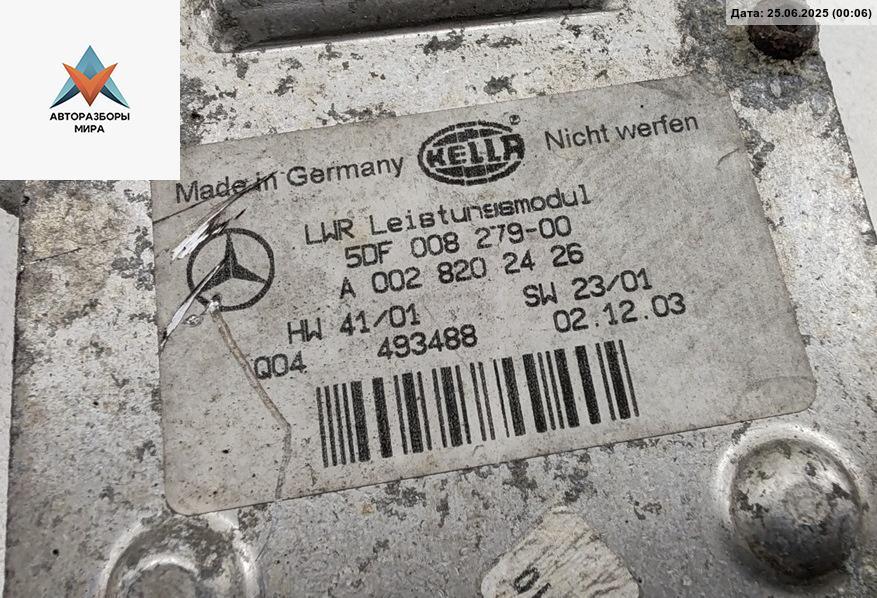 Дата: 25.06.2025 (00:06)
АВТОРАЗБОРЫ
МИРА
Made in Germany HELLA ® Nicht werfen
LWR Leistungsmodul
5DF 008 279-00
A 002 820 24 26
HW 41/01 SW 23/01
Q04 493488 02.12.03